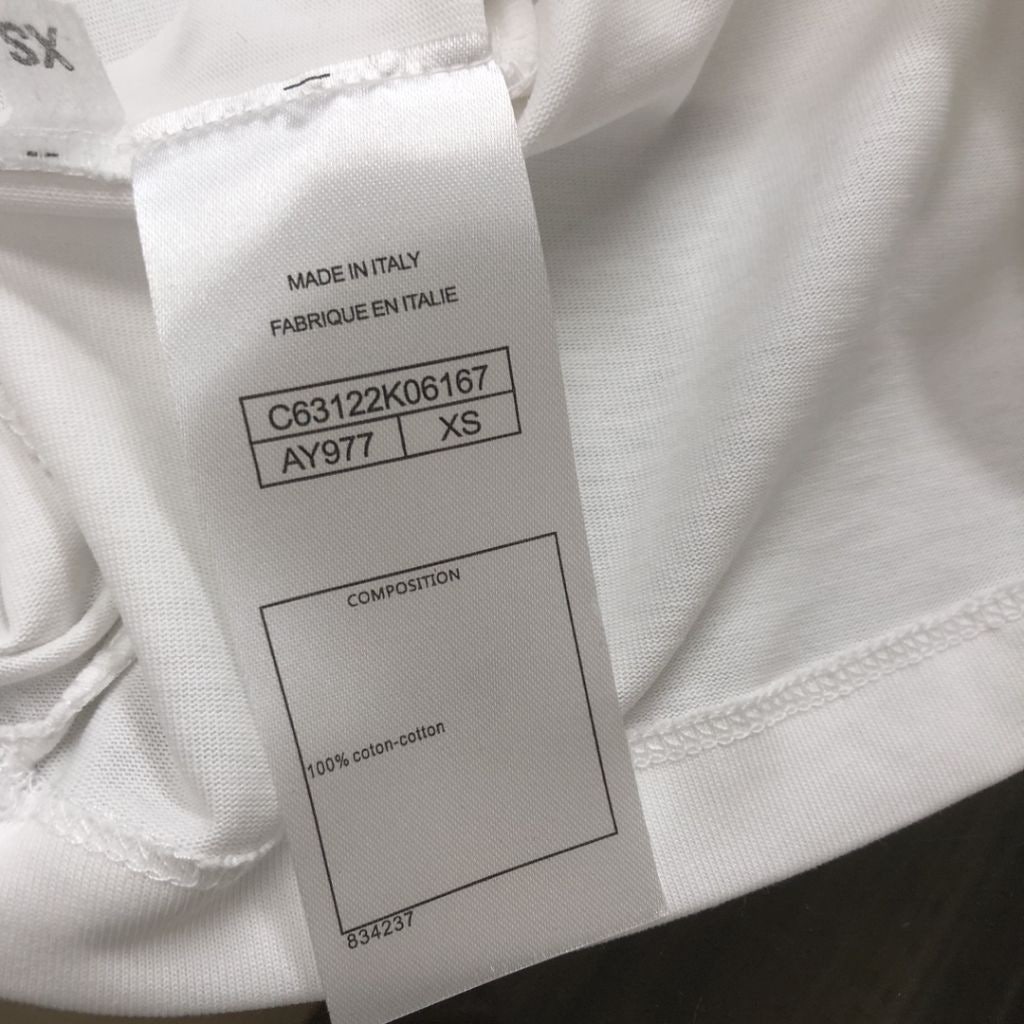 XS
MADE IN ITALY
FABRIQUE EN ITALIE
C63122K06167
AY977 XS
COMPOSITION
100% coton-cotton
834237